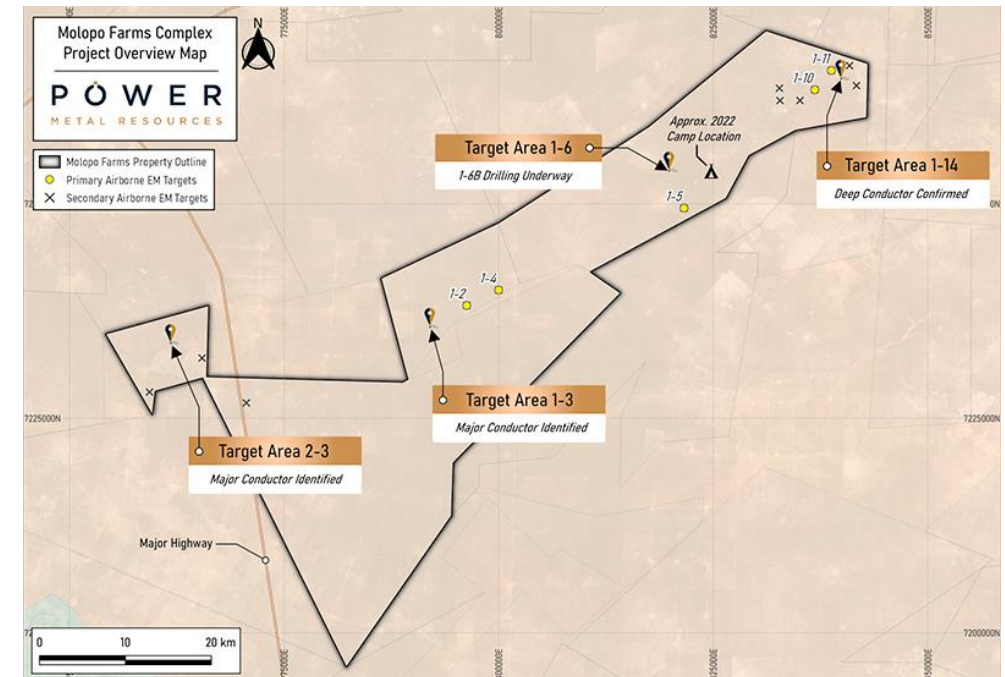 Molopo Farms Complex
Project Overview Map
POWER
METAL RESOURCES
N
Molopo Farms Property Outline
Primary Airborne EM Targets
Secondary Airborne EM Targets
775000E
800000E
825000E
850000E
1-11
1-10
Approx. 2022
Camp Location
Target Area 1-6
1-6B Drilling Underway
Target Area 1-14
Deep Conductor Confirmed
1-5
1-4
1-2
Target Area 1-3
Major Conductor Identified
7225000N
7225000N
Target Area 2-3
Major Conductor Identified
Major Highway
7200000N
0 10 20 km
775000E
800000E
825000E